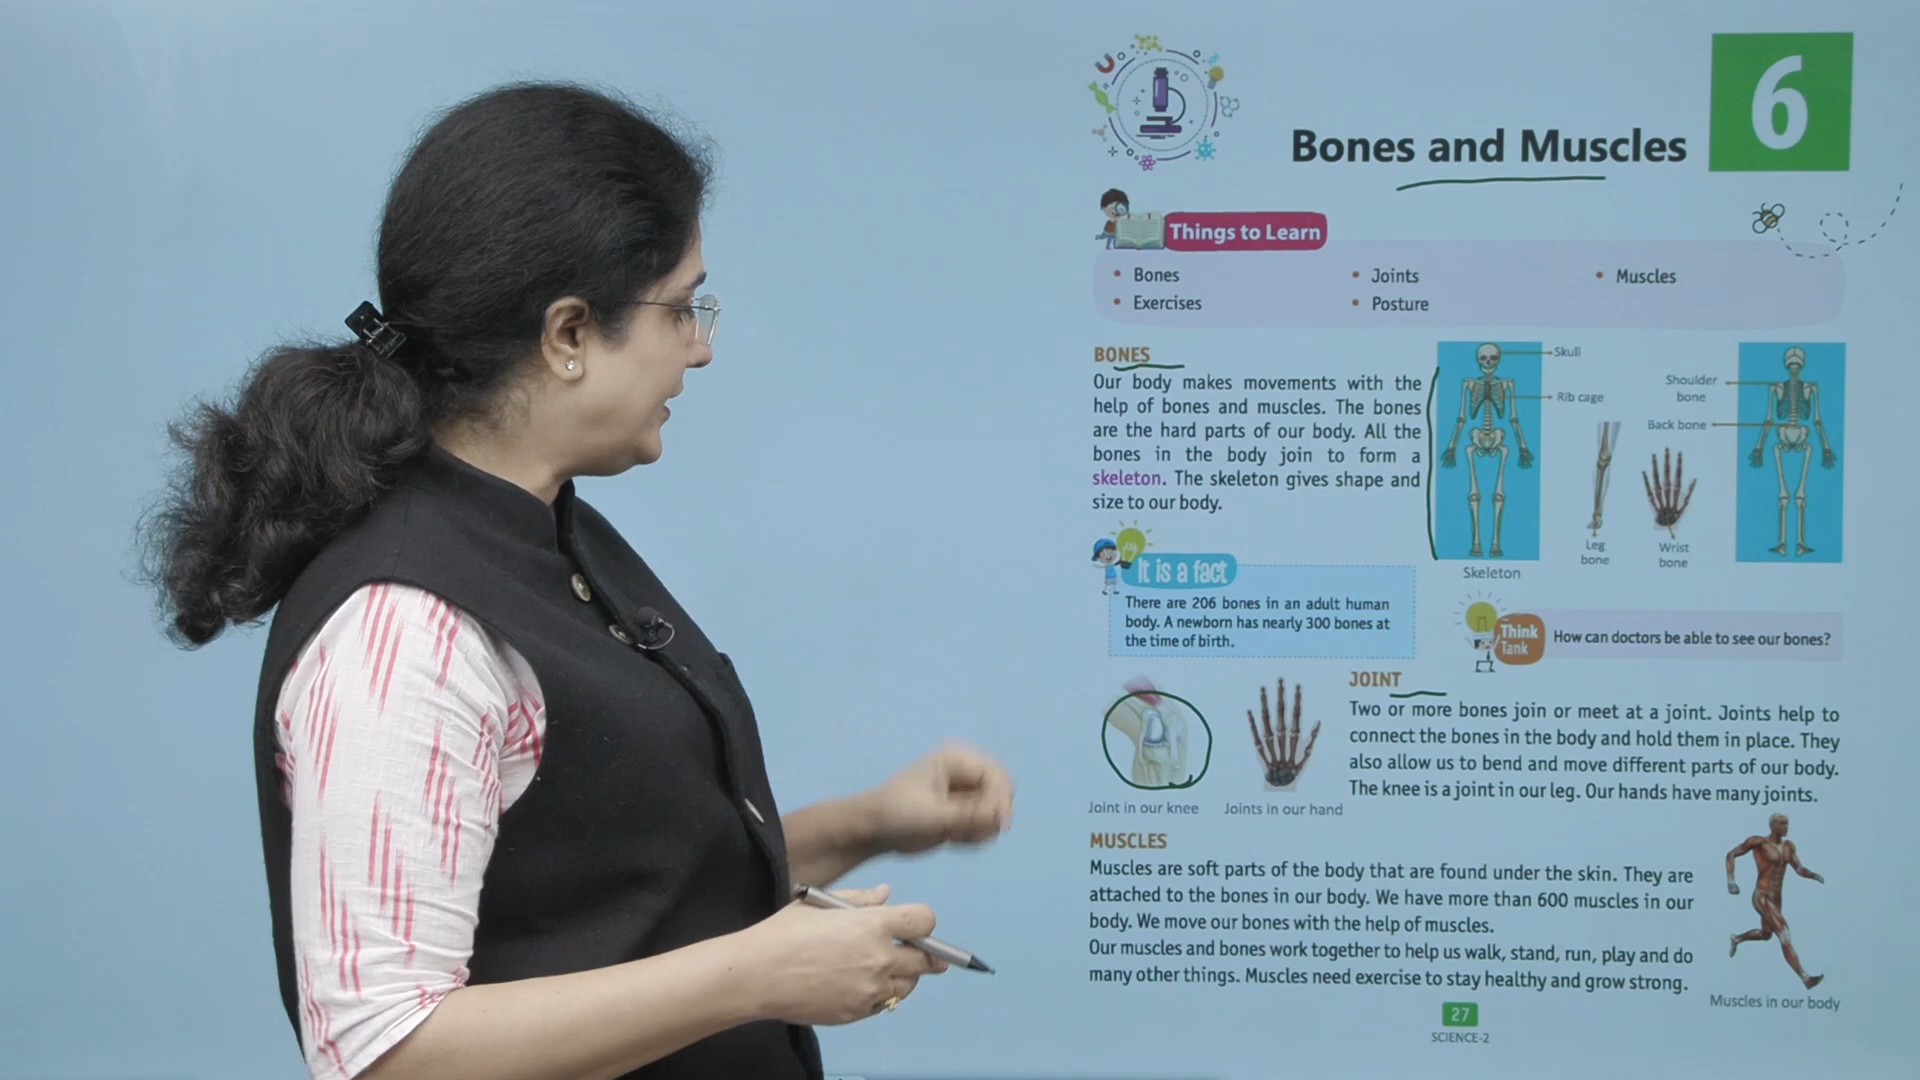 6
Bones and Muscles
Things to Learn
• Bones
• Joints
• Muscles
• Exercises
• Posture
BONES
Our body makes movements with the
help of bones and muscles. The bones
are the hard parts of our body. All the
bones in the body join to form a
skeleton. The skeleton gives shape and
size to our body.
Skull
Rib cage
Shoulder
bone
Back bone
Leg
bone
Wrist
bone
Skeleton
It is a fact
There are 206 bones in an adult human
body. A newborn has nearly 300 bones at
the time of birth.
Think
Tank
How can doctors be able to see our bones?
Joint in our knee
Joints in our hand
JOINT
Two or more bones join or meet at a joint. Joints help to
connect the bones in the body and hold them in place. They
also allow us to bend and move different parts of our body.
The knee is a joint in our leg. Our hands have many joints.
MUSCLES
Muscles are soft parts of the body that are found under the skin. They are
attached to the bones in our body. We have more than 600 muscles in our
body. We move our bones with the help of muscles.
Our muscles and bones work together to help us walk, stand, run, play and do
many other things. Muscles need exercise to stay healthy and grow strong.
Muscles in our body
27
SCIENCE-2